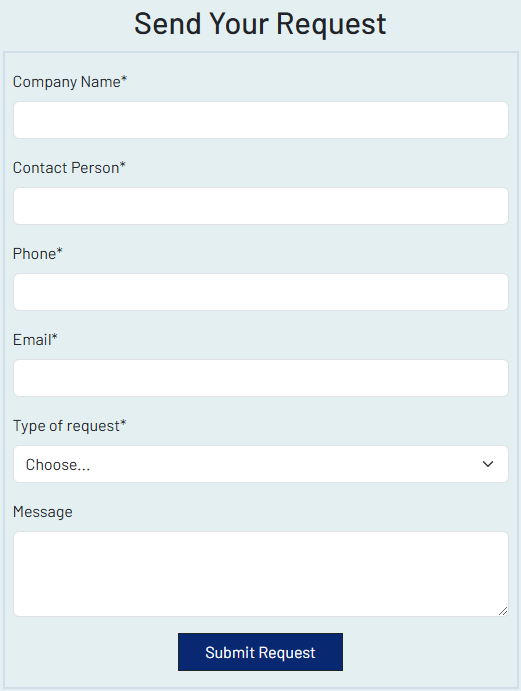 Send Your Request
Company Name*
Contact Person*
Phone*
Email*
Type of request*
Choose...
Message
Submit Request